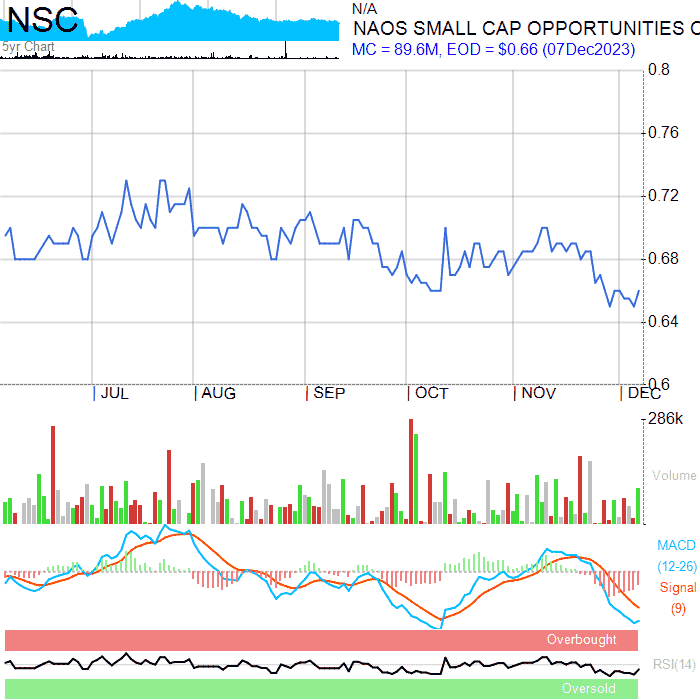 NSC
5yr Chart
N/A
NAOS SMALL CAP OPPORTUNITIES C
MC = 89.6M, EOD = $0.66 (07Dec2023)
0.8
0.76
0.72
0.68
0.64
0.6
JUL AUG SEP OCT NOV DEC
286k
Volume
MACD
(12-26)
Signal
(9)
Overbought
RSI(14)
Oversold